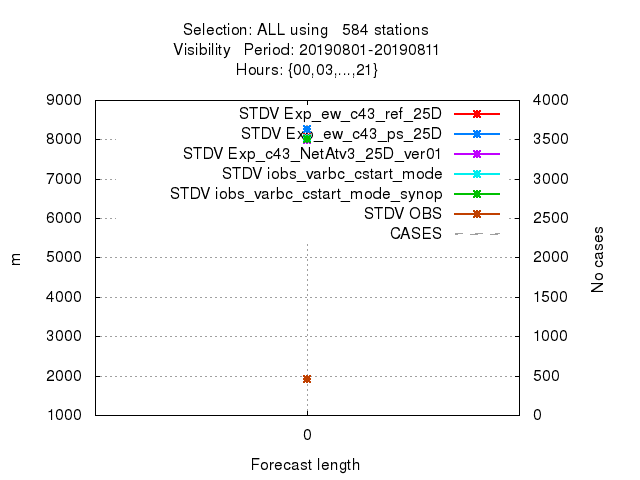 Selection: ALL using 584 stations
Visibility Period: 20190801-20190811
Hours: {00,03,...,21}
9000 4000
STDV Exp_ew_c43_ref_25D
8000 3500
STDV Exp_ew_c43_ps_25D
STDV Exp_c43_NetAtv3_25D_ver01
7000 3000
STDV iobs_varbc_cstart_mode
STDV iobs_varbc_cstart_mode_synop
6000 2500
STDV OBS
CASES
5000 2000
m
No cases
4000 1500
3000 1000
2000 500
1000 0
0
Forecast length